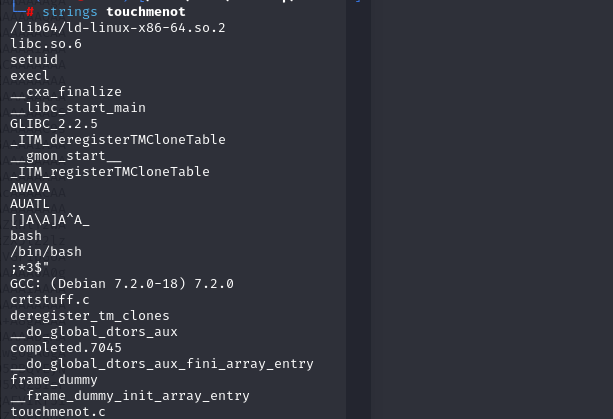 └─# strings touchmenot
/lib64/ld-linux-x86-64.so.2
libc.so.6
setuid
execl
__cxa_finalize
__libc_start_main
GLIBC_2.2.5
_ITM_deregisterTMCloneTable
__gmon_start__
_ITM_registerTMCloneTable
AWAVA
AUATL
[]A\A]A^A_
bash
/bin/bash
;*3$"
GCC: (Debian 7.2.0-18) 7.2.0
crtstuff.c
deregister_tm_clones
__do_global_dtors_aux
completed.7045
__do_global_dtors_aux_fini_array_entry
frame_dummy
__frame_dummy_init_array_entry
touchmenot.c